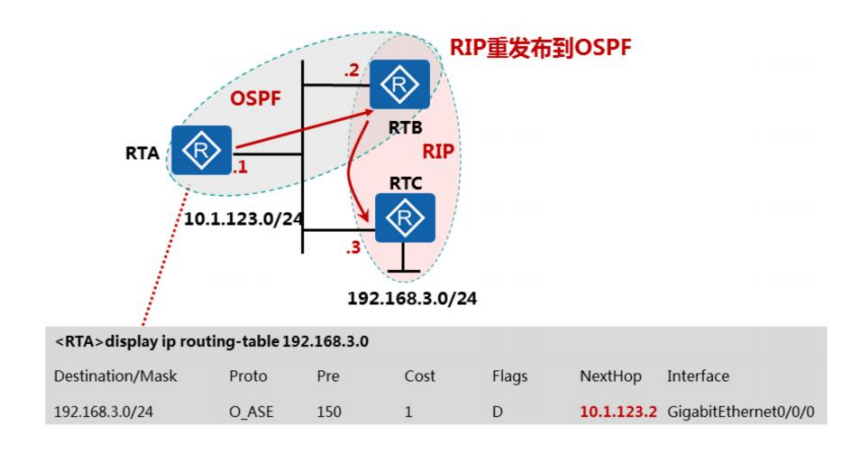 RIP重发布到OSPF
.2
OSPF
R
RTB
RTA
R
.1
RIP
RTC
R
10.1.123.0/24
.3
192.168.3.0/24
<RTA>display ip routing-table 192.168.3.0
Destination/Mask Proto Pre Cost Flags NextHop Interface
192.168.3.0/24 O_ASE 150 1 D 10.1.123.2 GigabitEthernet0/0/0